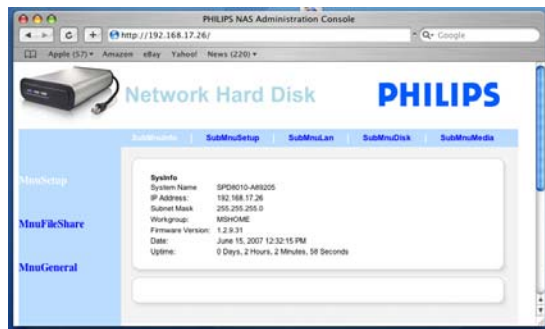 PHILIPS NAS Administration Console
http://192.168.17.26/
Q- Google
Apple (57) Amazon eBay Yahoo! News (220)
Network Hard Disk PHILIPS
SubMnuInfo SubMnuSetup SubMnuLan SubMnuDisk SubMnuMedia
MnuSetup
MnuFileShare
MnuGeneral
SysInfo
System Name SPD8010-A89205
IP Address: 192.168.17.26
Subnet Mask 255.255.255.0
Workgroup: MSHOME
Firmware Version: 1.2.9.31
Date: June 15, 2007 12:32:15 PM
Uptime: 0 Days, 2 Hours, 2 Minutes, 58 Seconds